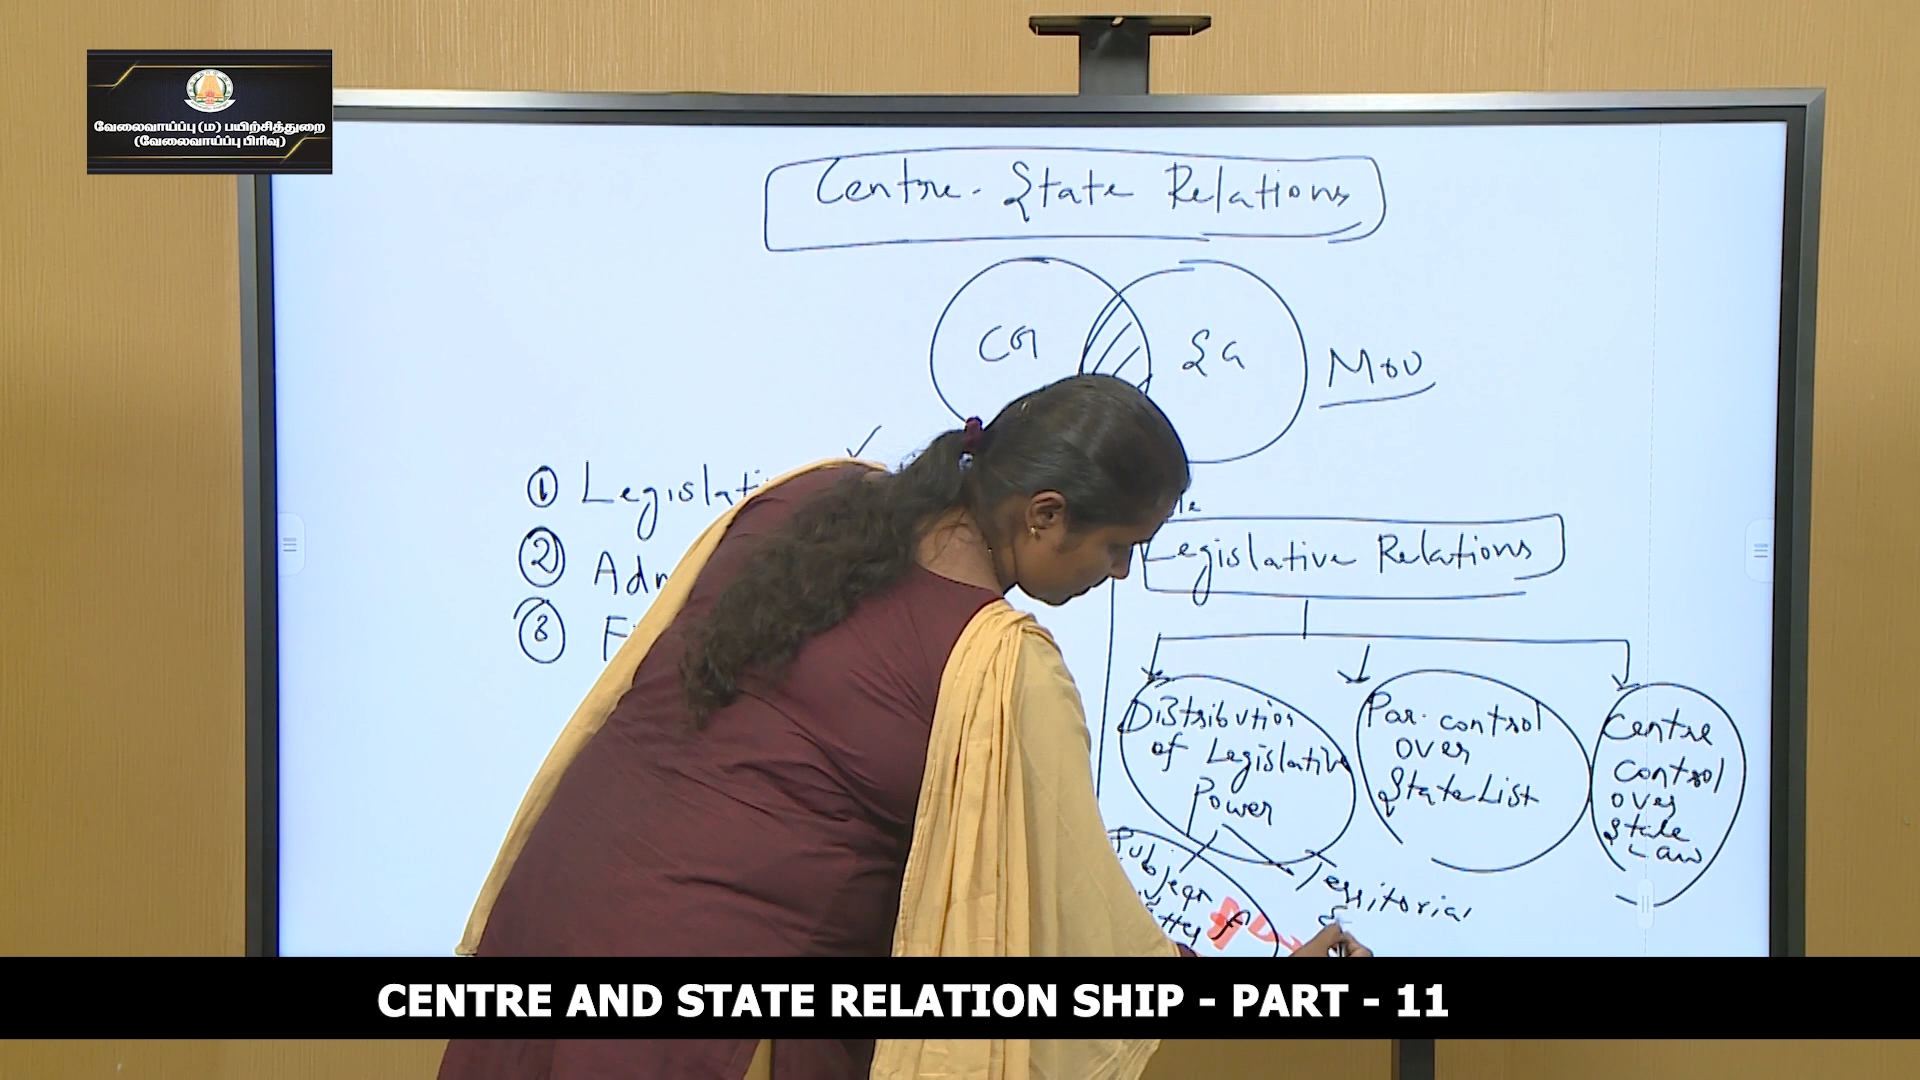 வேலைவாய்ப்பு (ம) பயிற்சித்துறை
(வேலைவாய்ப்பு பிரிவு)
Centre - State Relations
CG
SG
MOU
① Legislati
② Adm
③ F
Legislative Relations
Distribution
of Legislative
Power
Par. control
over
State List
Centre
control
over
State
Law
Subject
Territorial
CENTRE AND STATE RELATION SHIP - PART - 11